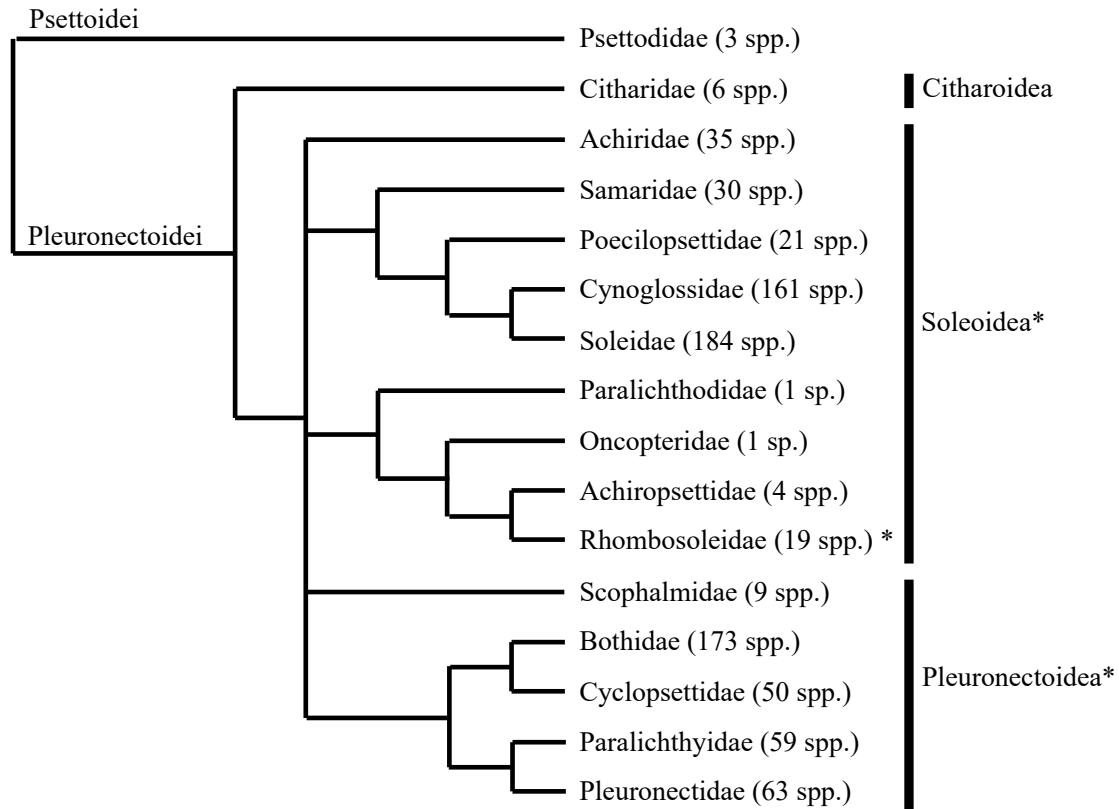 Psettoidei
Psettodidae (3 spp.)
Citharidae (6 spp.)
Citharoidea
Achiridae (35 spp.)
Samaridae (30 spp.)
Pleuronectoidei
Poecilopsettidae (21 spp.)
Cynoglossidae (161 spp.)
Soleoidea*
Soleidae (184 spp.)
Paralichthodidae (1 sp.)
Oncopteridae (1 sp.)
Achiropsettidae (4 spp.)
Rhombosoleidae (19 spp.) *
Scophalmidae (9 spp.)
Bothidae (173 spp.)
Pleuronectoidea*
Cyclopsettidae (50 spp.)
Paralichthyidae (59 spp.)
Pleuronectidae (63 spp.)